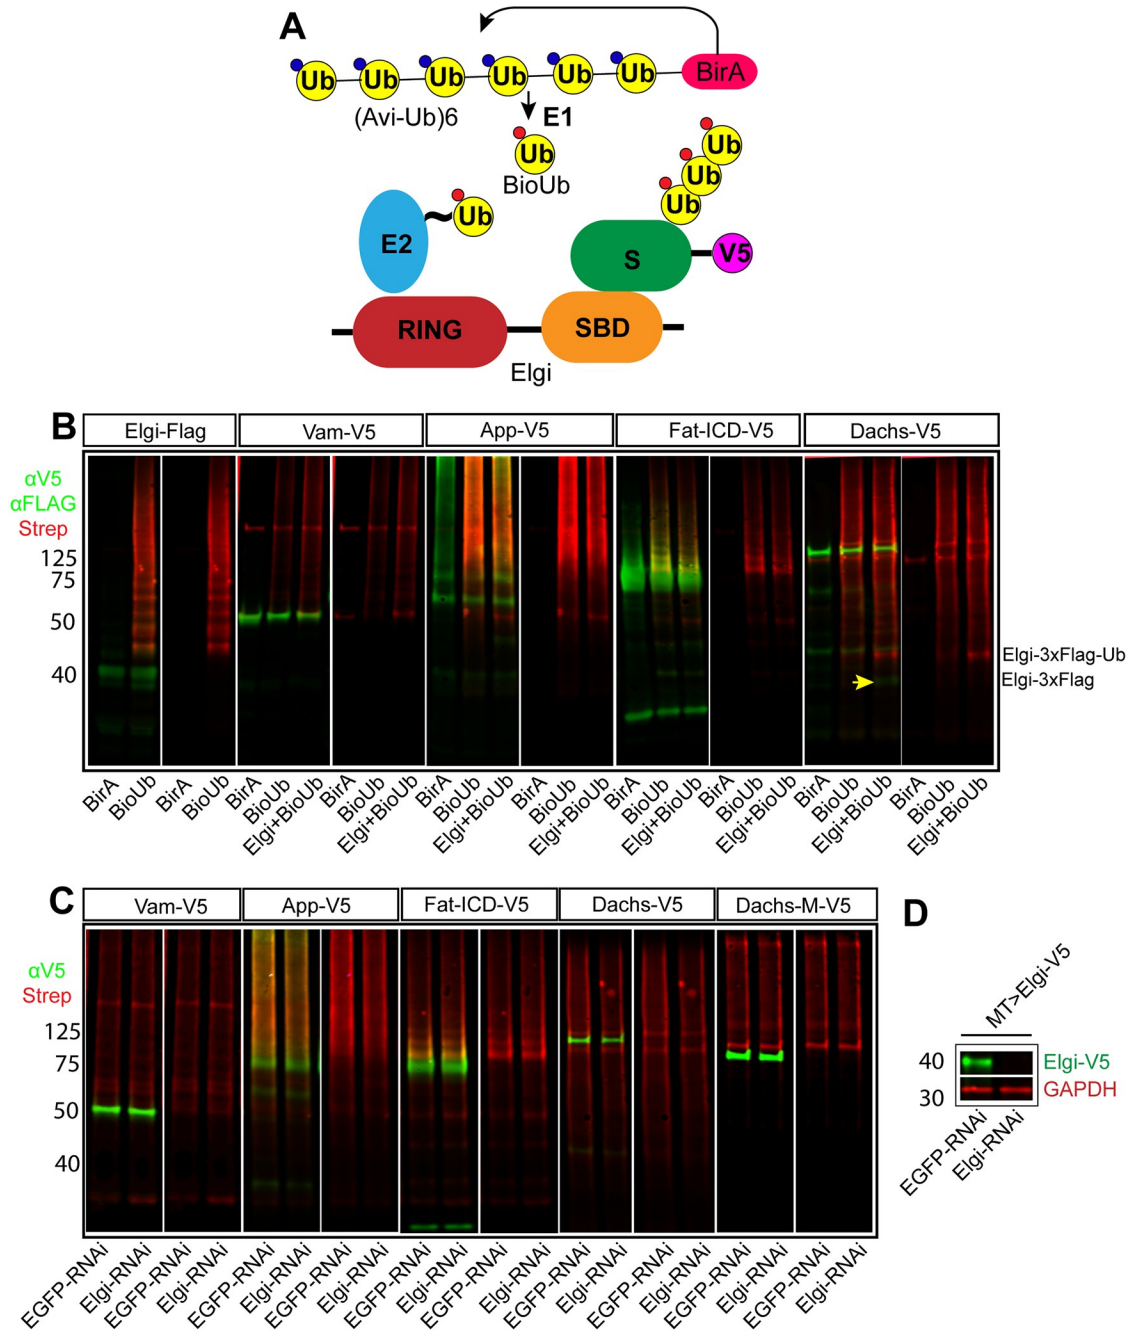 A
Ub Ub Ub Ub Ub Ub BirA
(Avi-Ub)6
E1
Ub
BioUb
Ub
Ub
Ub
Ub
E2
S
V5
RING
SBD
Elgi
B
Elgi-Flag Vam-V5 App-V5 Fat-ICD-V5 Dachs-V5
αV5
αFLAG
Strep
125
75
50
40
Elgi-3xFlag-Ub
Elgi-3xFlag
BirA BioUb BirA BioUb BirA BioUb Elgi+BioUb BirA BioUb Elgi+BioUb BirA BioUb Elgi+BioUb BirA BioUb Elgi+BioUb BirA BioUb Elgi+BioUb BirA BioUb Elgi+BioUb BirA BioUb Elgi+BioUb BirA BioUb Elgi+BioUb
C
Vam-V5 App-V5 Fat-ICD-V5 Dachs-V5 Dachs-M-V5
αV5
Strep
125
75
50
40
EGFP-RNAi Elgi-RNAi EGFP-RNAi Elgi-RNAi EGFP-RNAi Elgi-RNAi EGFP-RNAi Elgi-RNAi EGFP-RNAi Elgi-RNAi EGFP-RNAi Elgi-RNAi EGFP-RNAi Elgi-RNAi EGFP-RNAi Elgi-RNAi EGFP-RNAi Elgi-RNAi EGFP-RNAi Elgi-RNAi
D
MT>Elgi-V5
40
Elgi-V5
30
GAPDH
EGFP-RNAi Elgi-RNAi